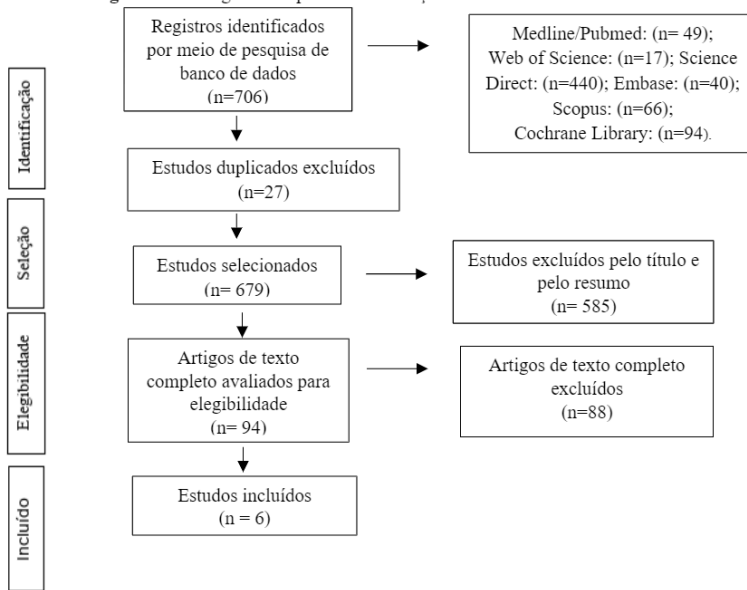 Registros identificados
por meio de pesquisa de
banco de dados
(n=706)
Medline/Pubmed: (n= 49);
Web of Science: (n=17); Science
Direct: (n=440); Embase: (n=40);
Scopus: (n=66);
Cochrane Library: (n=94).
Identificação
Estudos duplicados excluídos
(n=27)
Seleção
Estudos selecionados
(n= 679)
Estudos excluídos pelo título e
pelo resumo
(n= 585)
Elegibilidade
Artigos de texto
completo avaliados para
elegibilidade
(n= 94)
Artigos de texto completo
excluídos
(n=88)
Incluído
Estudos incluídos
(n = 6)